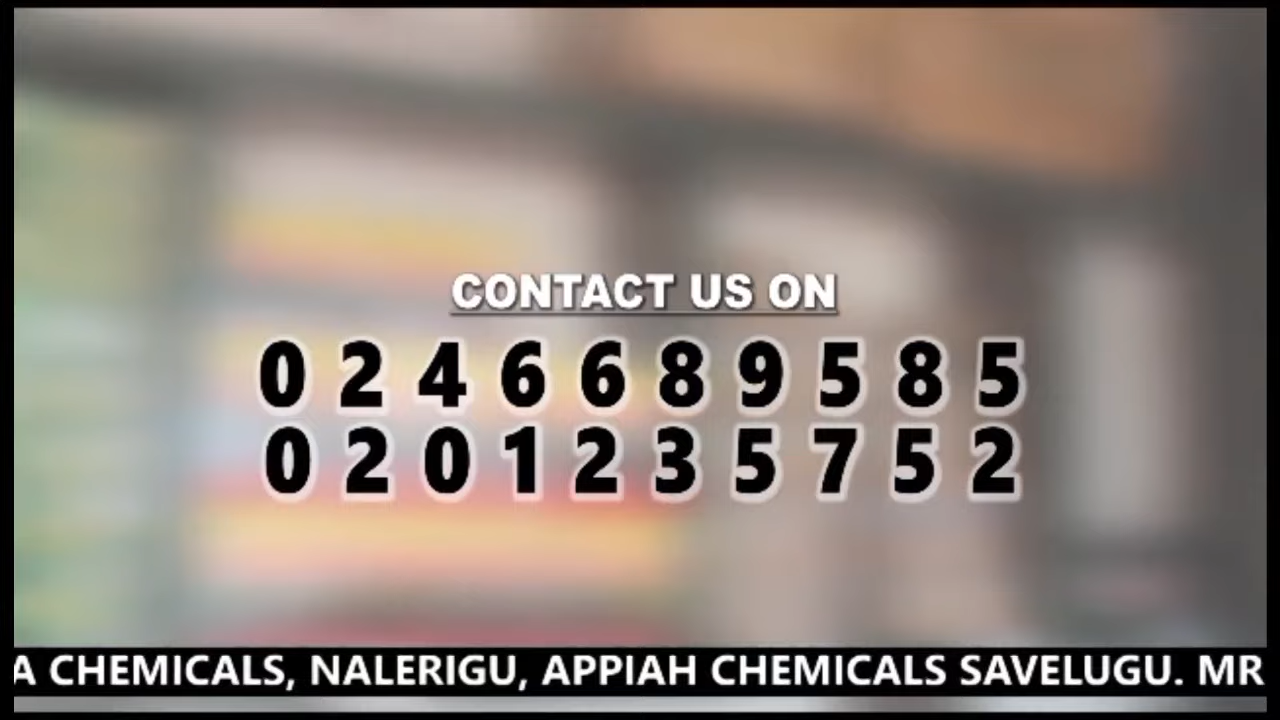 CONTACT US ON
0 2 4 6 6 8 9 5 8 5
0 2 0 1 2 3 5 7 5 2
A CHEMICALS, NALERIGU, APPIAH CHEMICALS SAVELUGU. MR